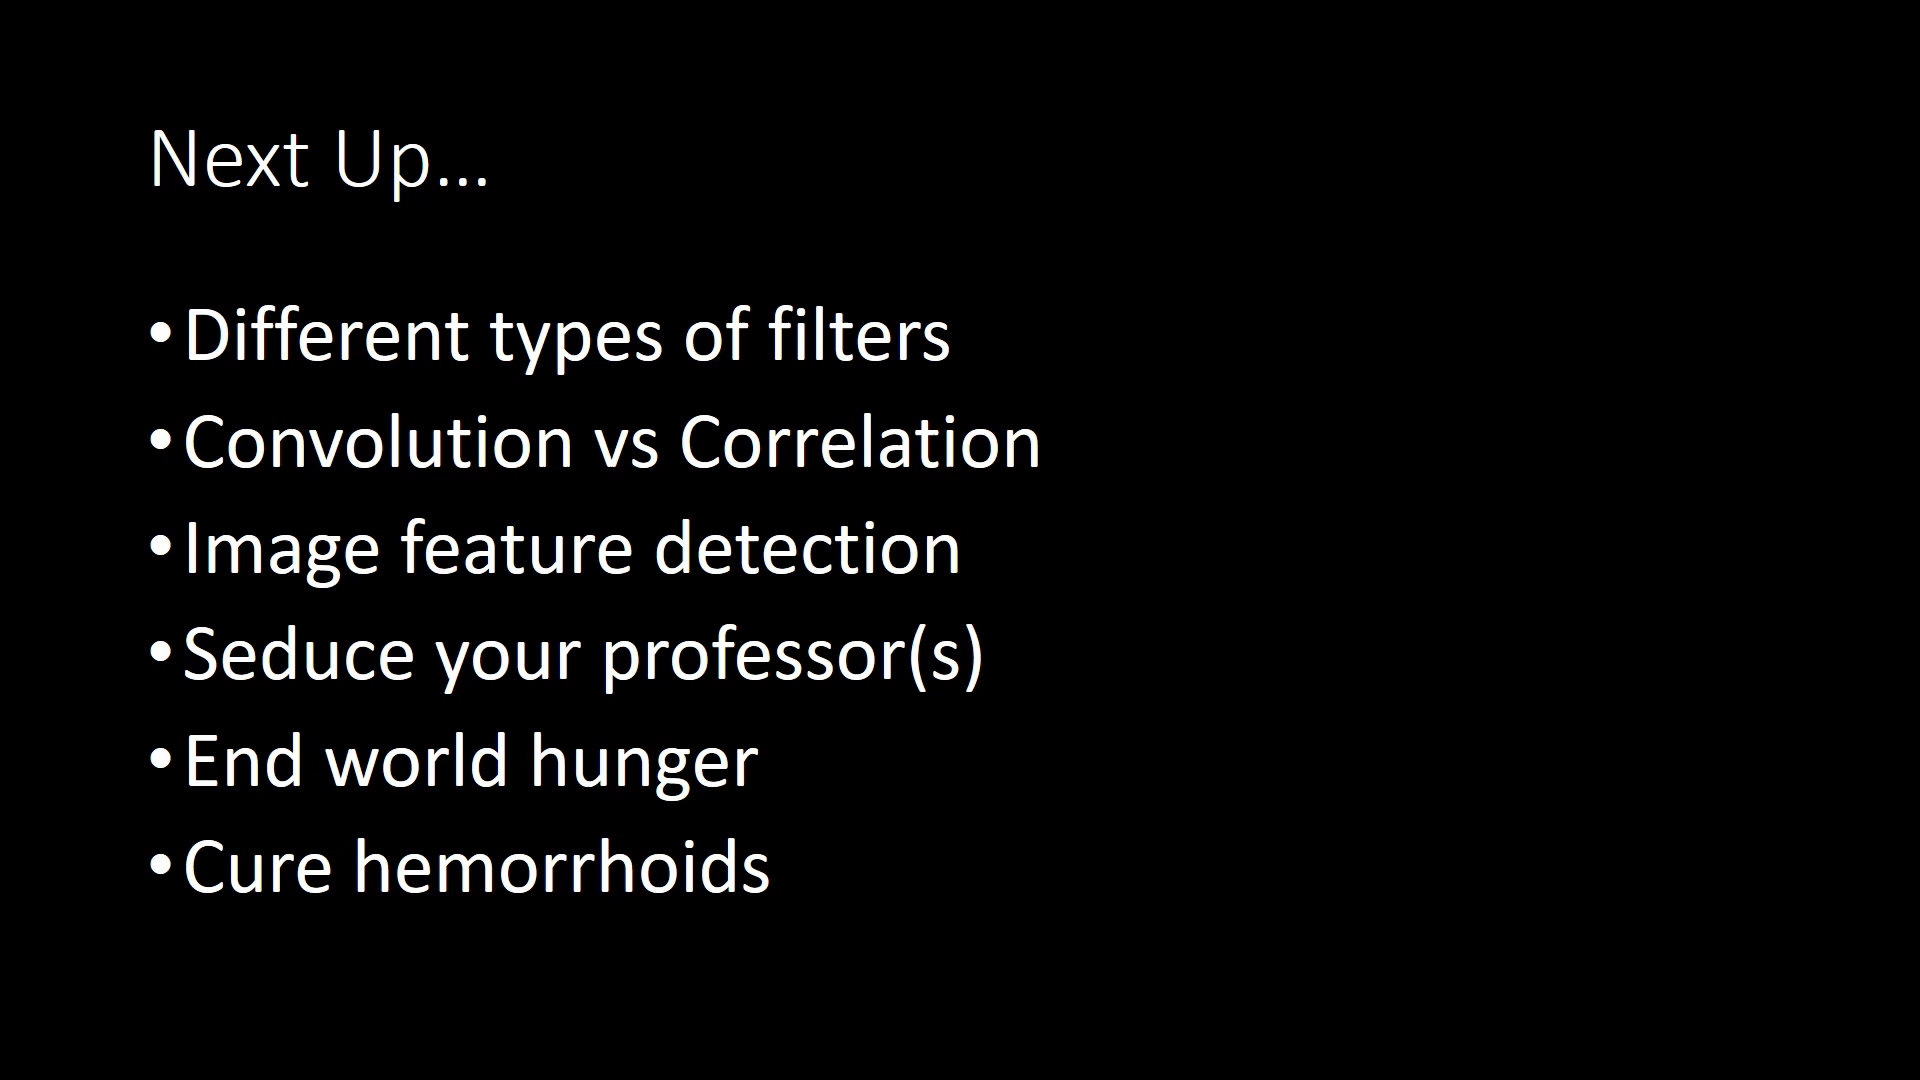 Next Up...
• Different types of filters
• Convolution vs Correlation
• Image feature detection
• Seduce your professor(s)
• End world hunger
• Cure hemorrhoids